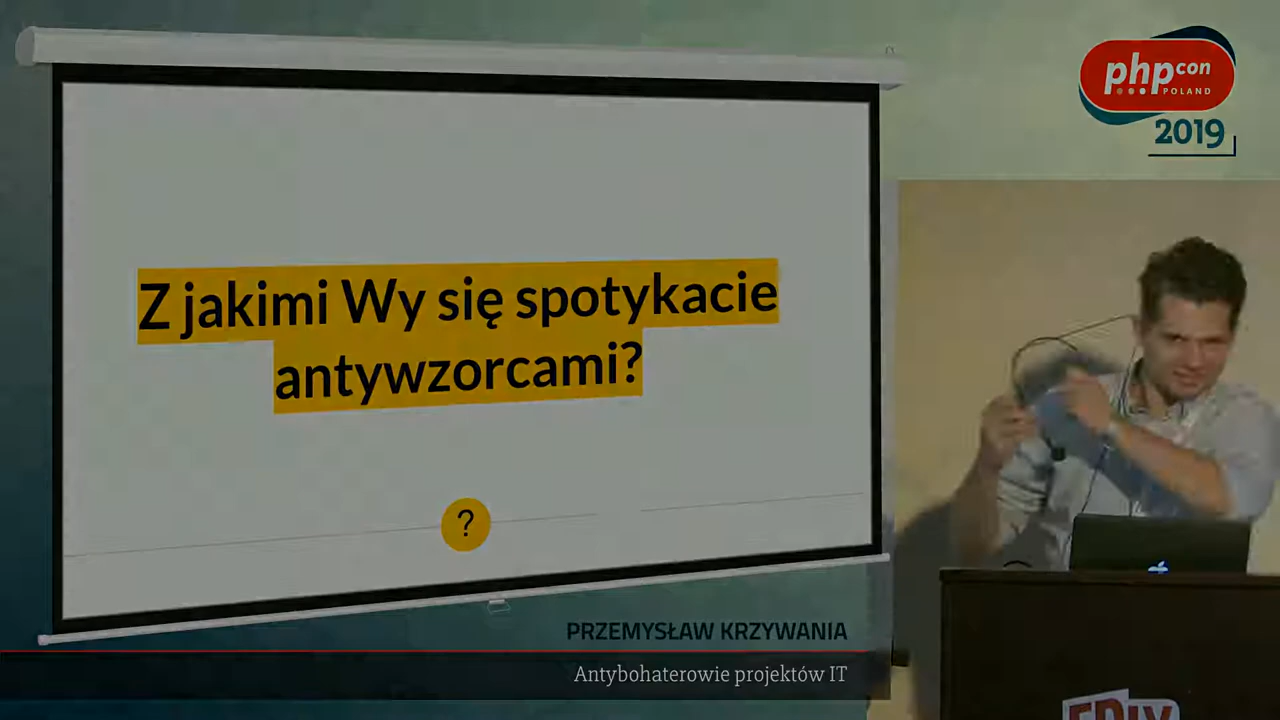 php con
POLAND
2019
Z jakimi Wy się spotykacie
antywzorcami?
?
PRZEMYSŁAW KRZYWANIA
Antybohaterowie projektów IT